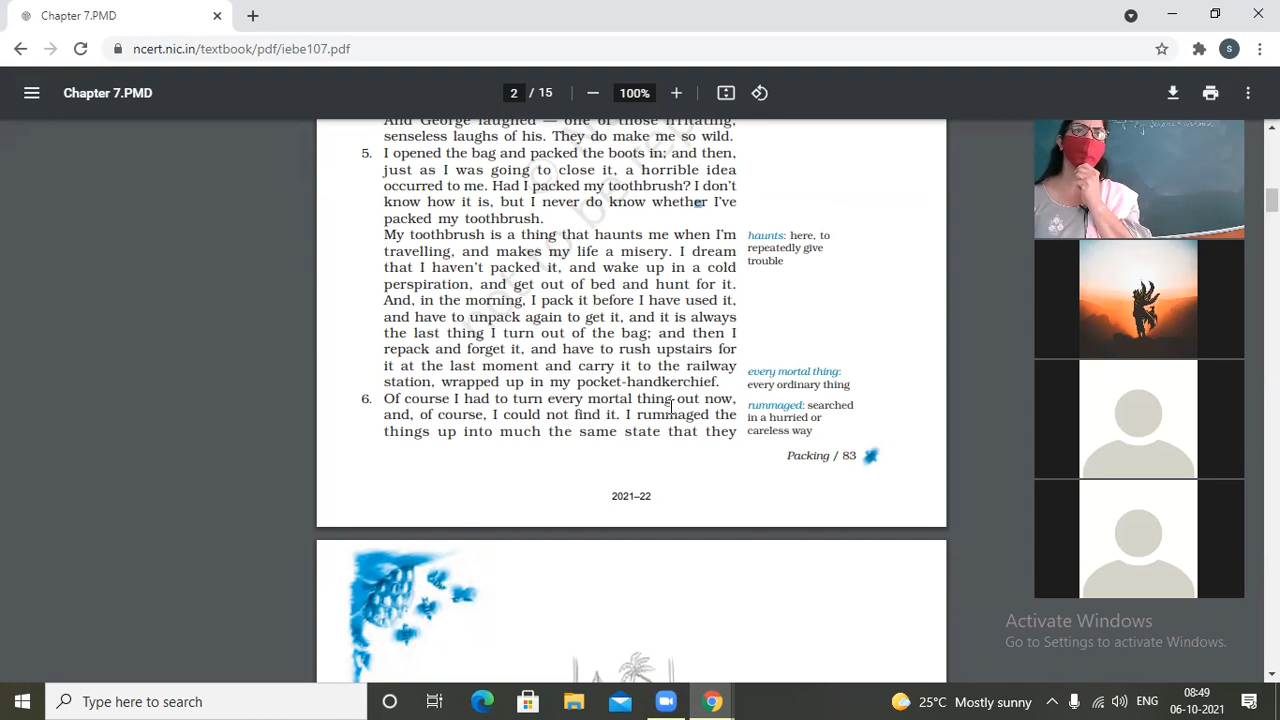 Chapter 7.PMD
ncert.nic.in/textbook/pdf/iebe107.pdf
S
Chapter 7.PMD
2 / 15
100%
And George laughed — one of those irritating,
senseless laughs of his. They do make me so wild.
5. I opened the bag and packed the boots in; and then,
just as I was going to close it, a horrible idea
occurred to me. Had I packed my toothbrush? I don't
know how it is, but I never do know whether I've
packed my toothbrush.
My toothbrush is a thing that haunts me when I'm
travelling, and makes my life a misery. I dream
that I haven't packed it, and wake up in a cold
perspiration, and get out of bed and hunt for it.
And, in the morning, I pack it before I have used it,
and have to unpack again to get it, and it is always
the last thing I turn out of the bag; and then I
repack and forget it, and have to rush upstairs for
it at the last moment and carry it to the railway
station, wrapped up in my pocket-handkerchief.
6. Of course I had to turn every mortal thing out now,
and, of course, I could not find it. I rummaged the
things up into much the same state that they
haunts: here, to
repeatedly give
trouble
every mortal thing:
every ordinary thing
rummaged: searched
in a hurried or
careless way
Packing / 83
2021–22
Activate Windows
Go to Settings to activate Windows.
Type here to search
25°C Mostly sunny
ENG
08:49
06-10-2021